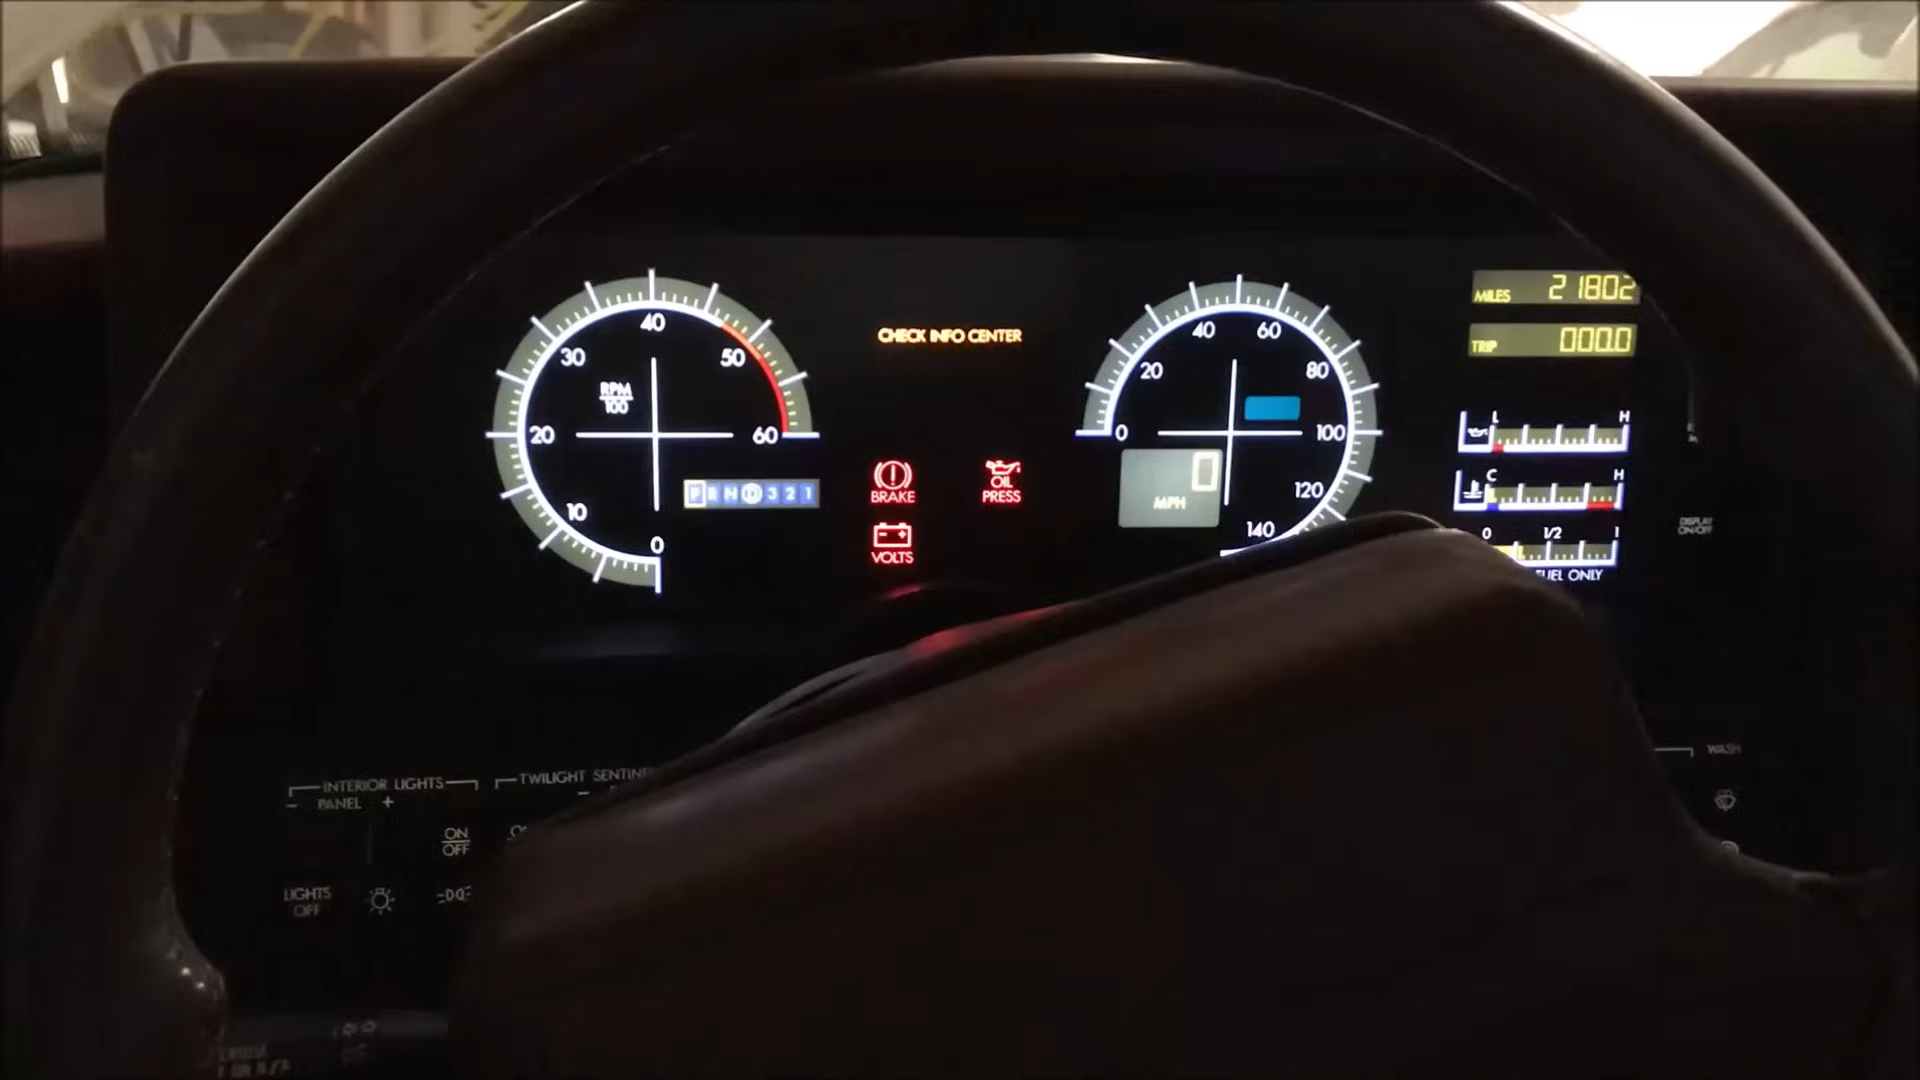 40
30
50
RPM
100
20
60
10
0
P R N D 3 2 1
CHECK INFO CENTER
BRAKE
OIL
PRESS
VOLTS
40
60
20
80
0
100
120
140
0
MPH
MILES 21802
TRIP 000.0
L H
C H
0 1/2 1
FUEL ONLY
DISPLAY
ON/OFF
INTERIOR LIGHTS
- PANEL +
TWILIGHT
ON
OFF
LIGHTS
OFF
WASH